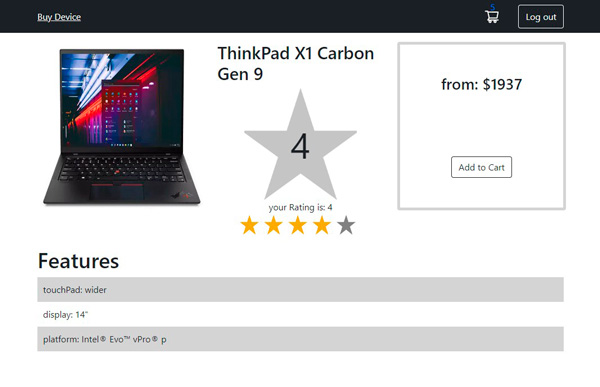 Buy Device
5
Log out
ThinkPad X1 Carbon
Gen 9
4
your Rating is: 4
from: $1937
Add to Cart
Features
touchPad: wider
display: 14"
platform: Intel® Evo™ vPro® p